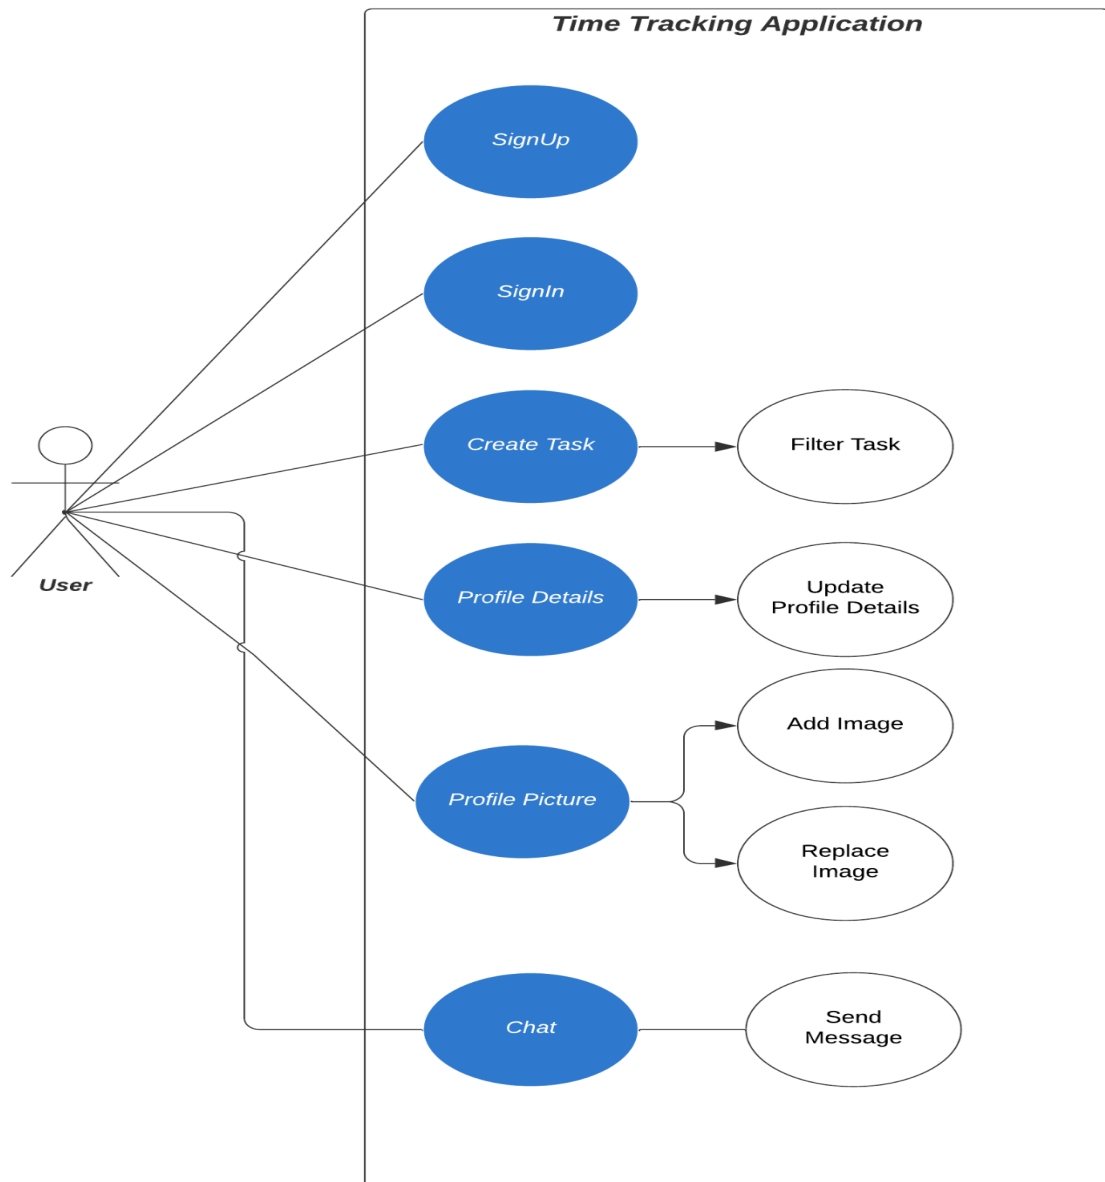 Time Tracking Application
SignUp
SignIn
Create Task
Filter Task
User
Profile Details
Update
Profile Details
Add Image
Profile Picture
Replace
Image
Chat
Send
Message